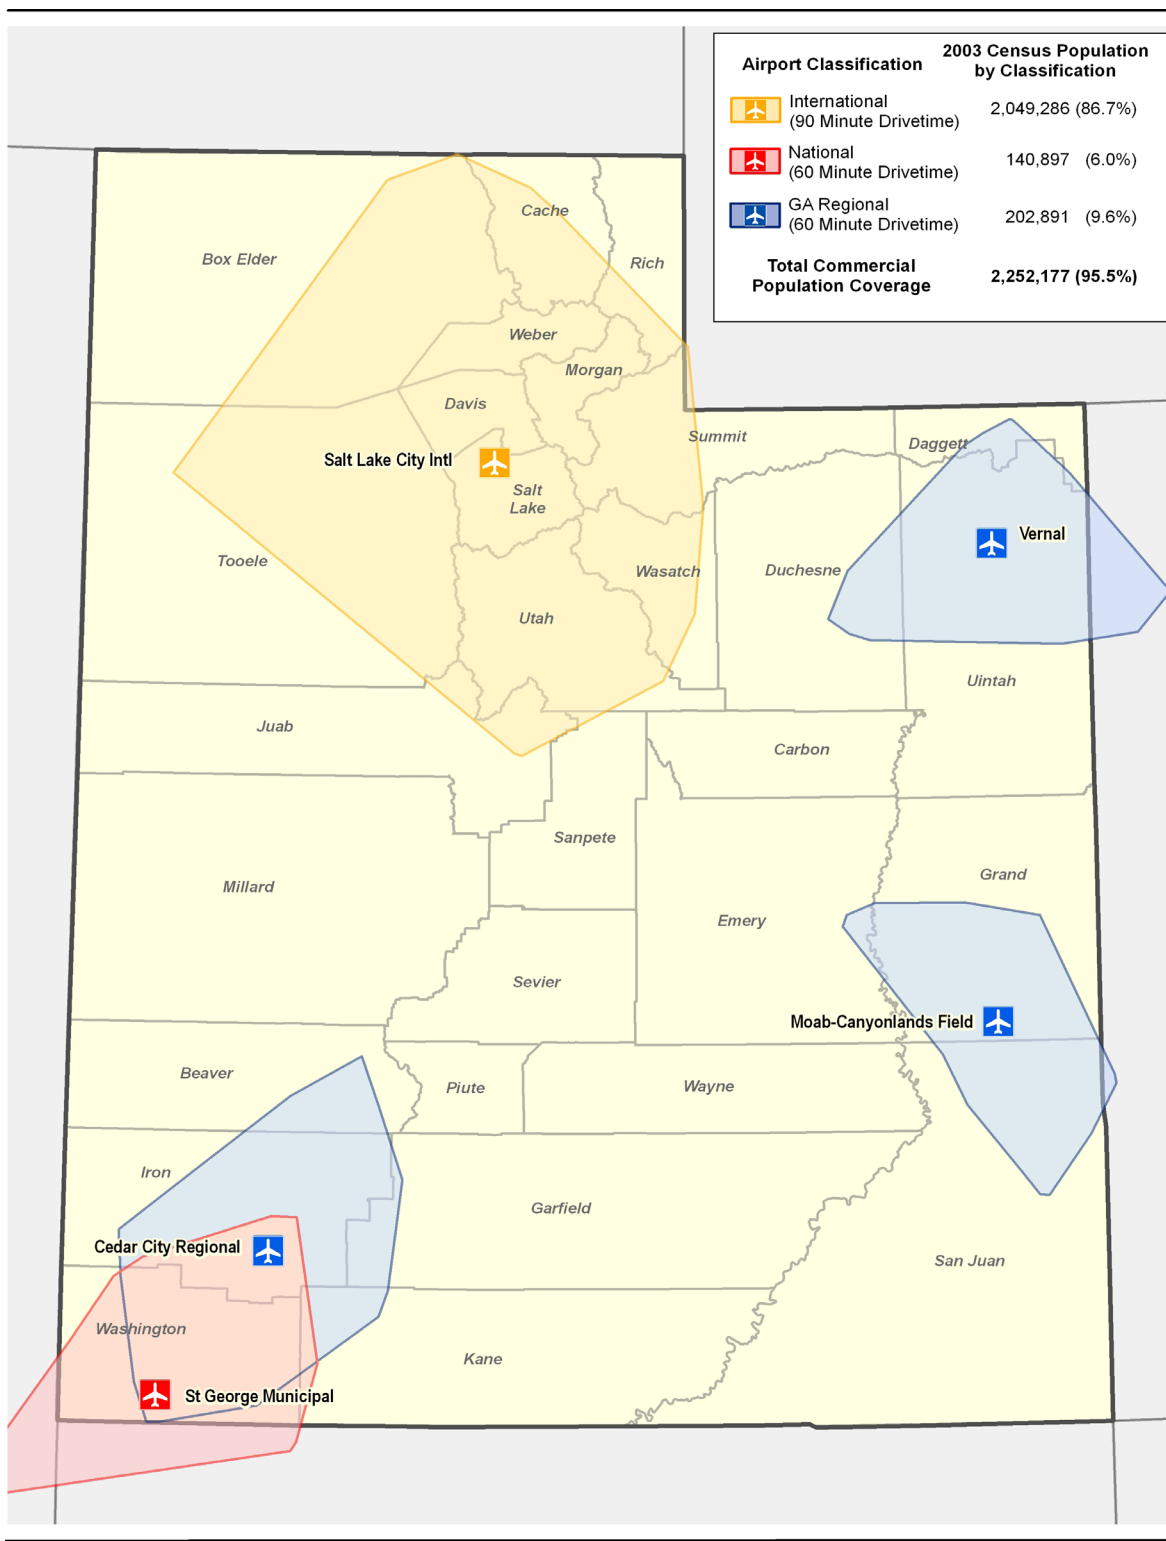 Airport Classification
2003 Census Population
by Classification
International
(90 Minute Drivetime)
2,049,286 (86.7%)
National
(60 Minute Drivetime)
140,897 (6.0%)
GA Regional
(60 Minute Drivetime)
202,891 (9.6%)
Total Commercial
Population Coverage
2,252,177 (95.5%)
Cache
Box Elder
Rich
Weber
Morgan
Davis
Summit
Daggett
Salt Lake City Intl
Salt
Lake
Vernal
Tooele
Wasatch
Duchesne
Utah
Uintah
Juab
Carbon
Sanpete
Grand
Millard
Emery
Sevier
Moab-Canyonlands Field
Beaver
Piute
Wayne
Iron
Garfield
Cedar City Regional
San Juan
Washington
Kane
St George Municipal